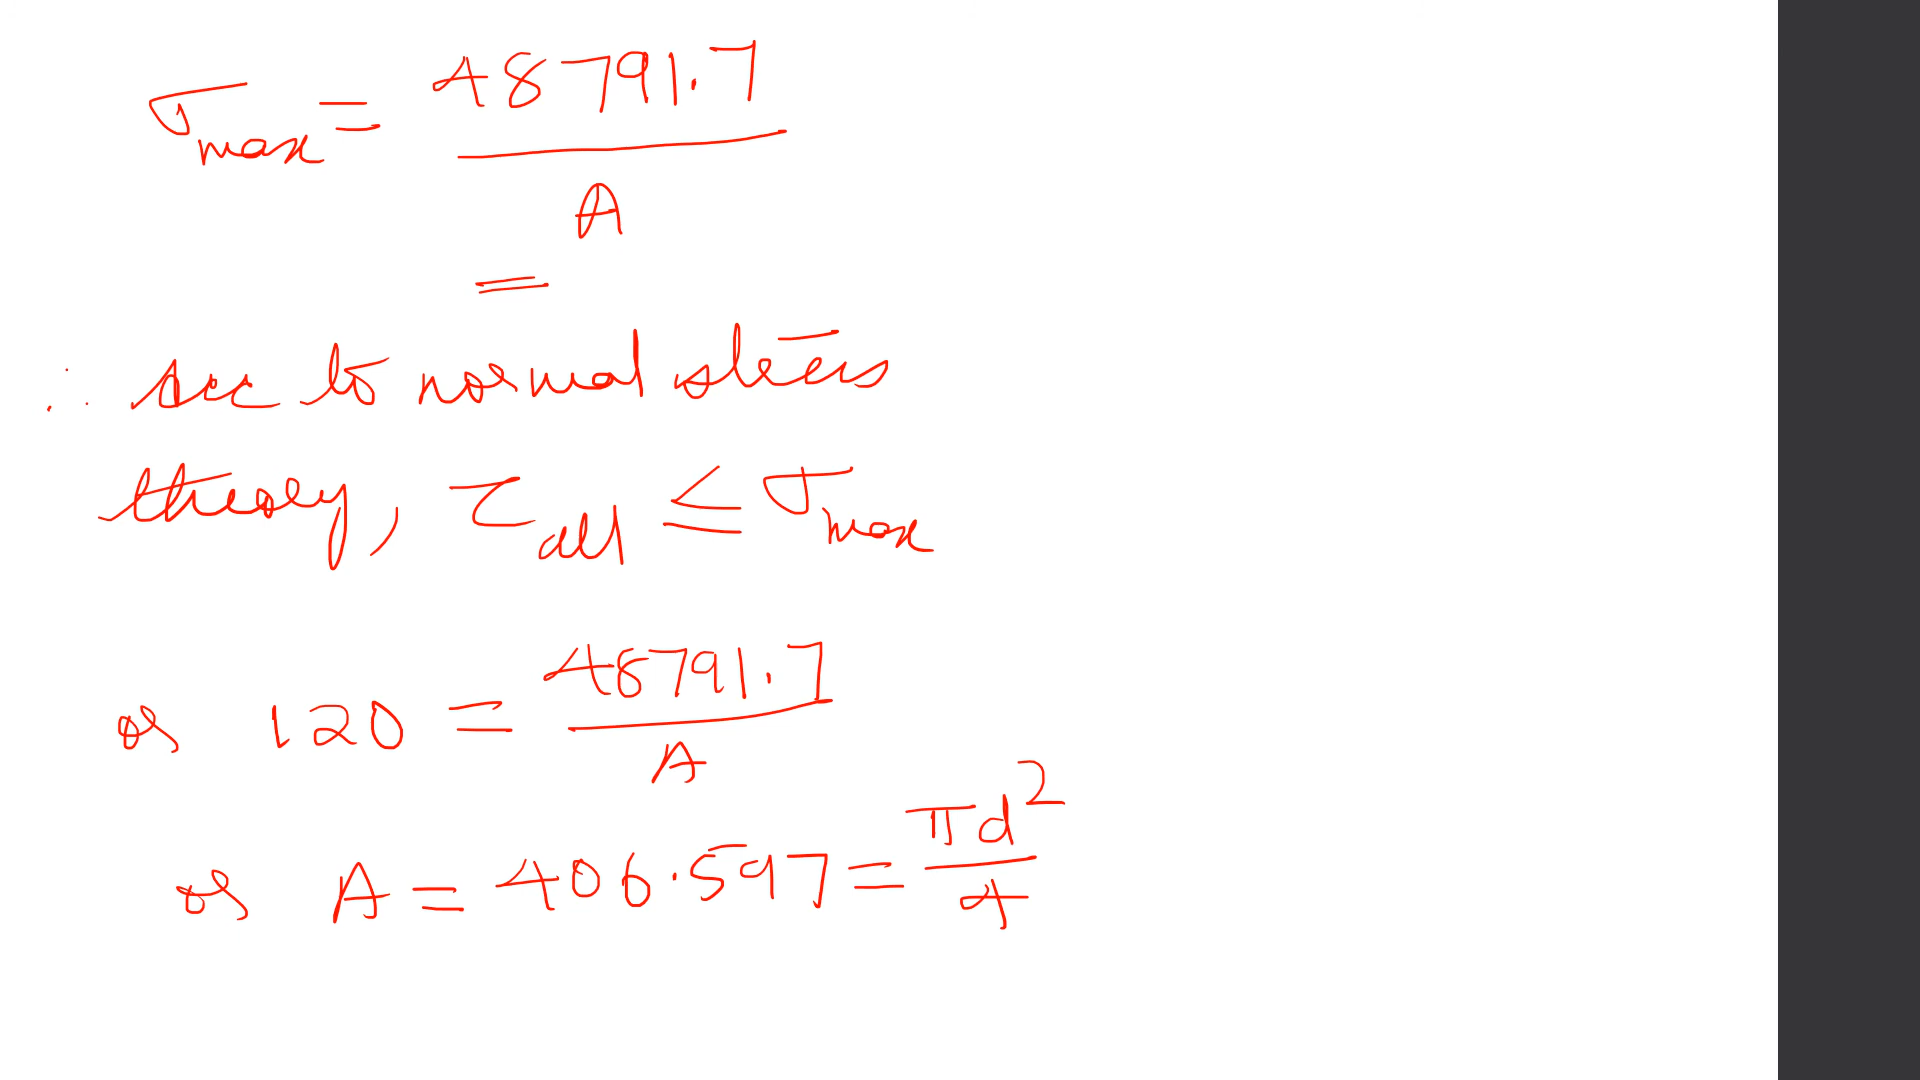 σmax = 48791.7 / A
=
∴ Acc to normal stress
theory, τall ≤ σmax
or 120 = 48791.7 / A
or A = 406.597 = πd² / 4